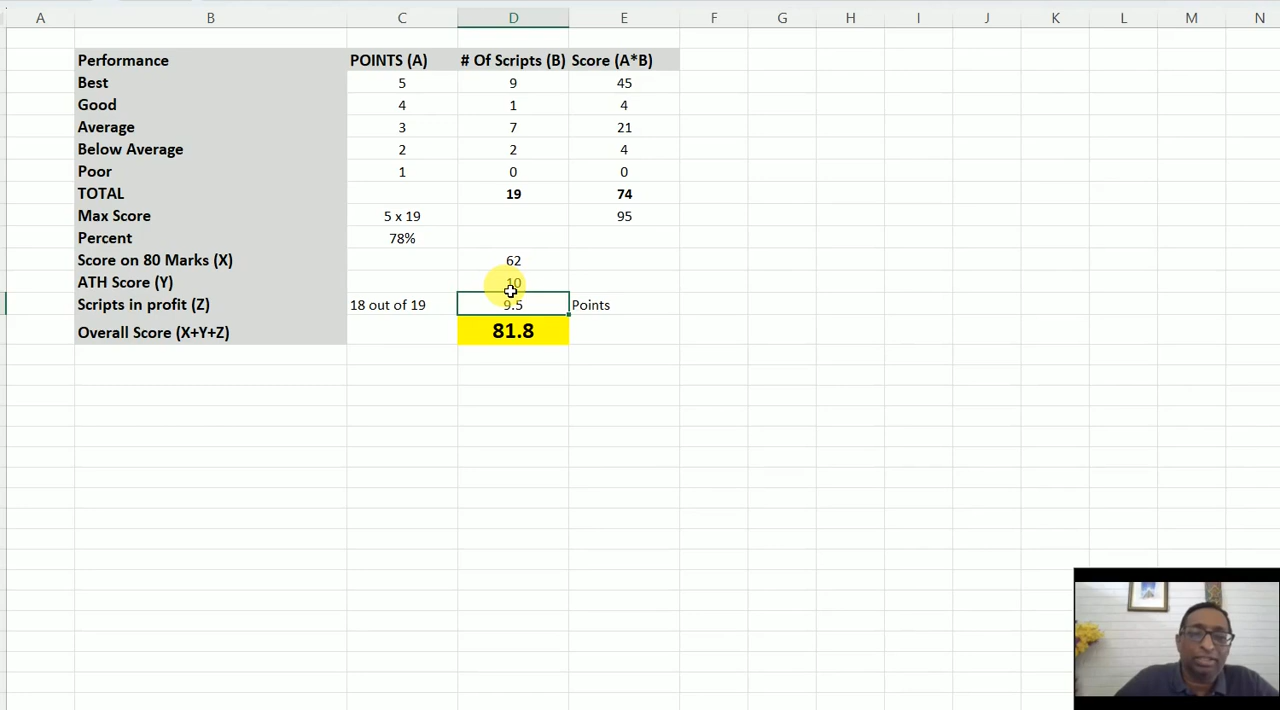 A B C D E F G H I J K L M N
Performance POINTS (A) # Of Scripts (B) Score (A*B)
Best 5 9 45
Good 4 1 4
Average 3 7 21
Below Average 2 2 4
Poor 1 0 0
TOTAL 19 74
Max Score 5 x 19 95
Percent 78%
Score on 80 Marks (X) 62
ATH Score (Y) 10
Scripts in profit (Z) 18 out of 19 9.5 Points
Overall Score (X+Y+Z) 81.8